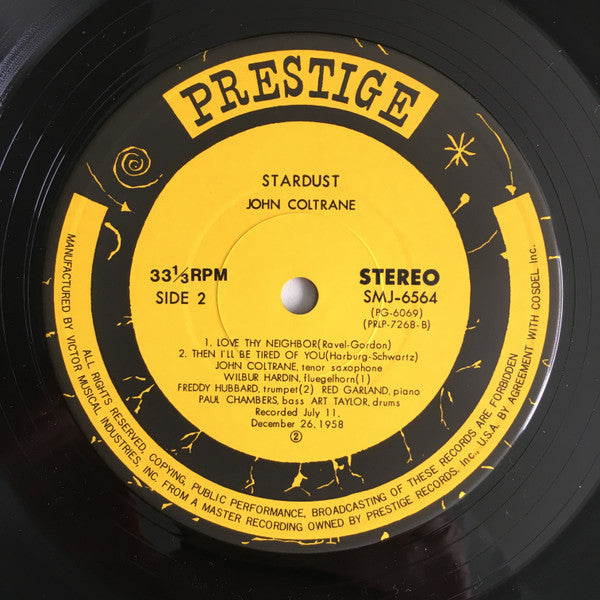 PRESTIGE
STARDUST
JOHN COLTRANE
33⅓RPM
SIDE 2
STEREO
SMJ-6564
(PG-6069)
(PRLP-7268-B)
1. LOVE THY NEIGHBOR(Ravel-Gordon)
2. THEN I'LL BE TIRED OF YOU(Harburg-Schwartz)
JOHN COLTRANE, tenor saxophone
WILBUR HARDIN, fluegelhorn(1)
FREDDY HUBBARD, trumpet(2) RED GARLAND, piano
PAUL CHAMBERS, bass ART TAYLOR, drums
Recorded July 11.
December 26,1958
②
MANUFACTURED BY VICTOR MUSICAL INDUSTRIES, INC. FROM A MASTER RECORDING OWNED BY PRESTIGE RECORDS. Inc., U.S.A. BY AGREEMENT WITH COSDEL Inc.
ALL RIGHTS RESERVED, COPYING, PUBLIC PERFORMANCE, BROADCASTING OF THESE RECORDS ARE FORBIDDEN